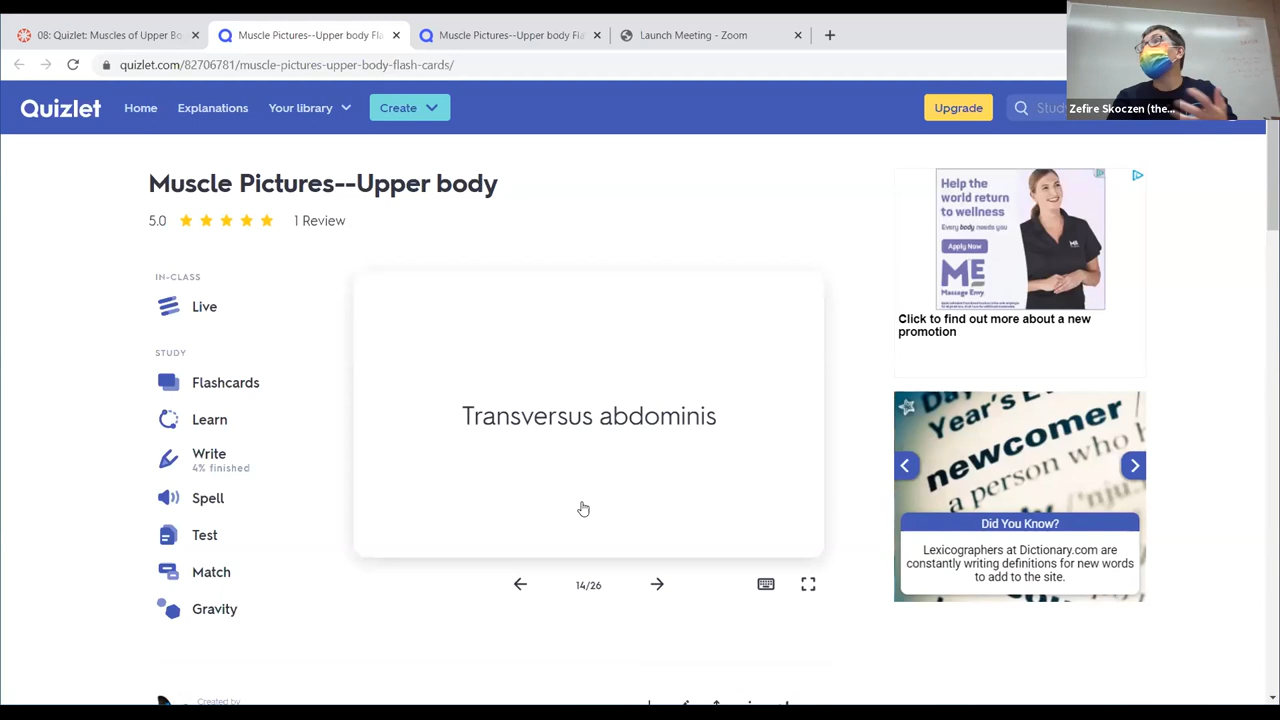 08: Quizlet: Muscles of Upper Bo
Muscle Pictures--Upper body Fla
Muscle Pictures--Upper body Fla
Launch Meeting - Zoom
quizlet.com/82706781/muscle-pictures-upper-body-flash-cards/
Quizlet
Home
Explanations
Your library
Create
Upgrade
Stud
Zefire Skoczen (the...
Muscle Pictures--Upper body
5.0
1 Review
IN-CLASS
Live
STUDY
Flashcards
Learn
Write
4% finished
Spell
Test
Match
Gravity
Transversus abdominis
14/26
Help the
world return
to wellness
Every body needs you
Apply Now
ME
Massage Envy
Click to find out more about a new
promotion
Year's E
newcomer
a person who
Did You Know?
Lexicographers at Dictionary.com are
constantly writing definitions for new words
to add to the site.
Created by